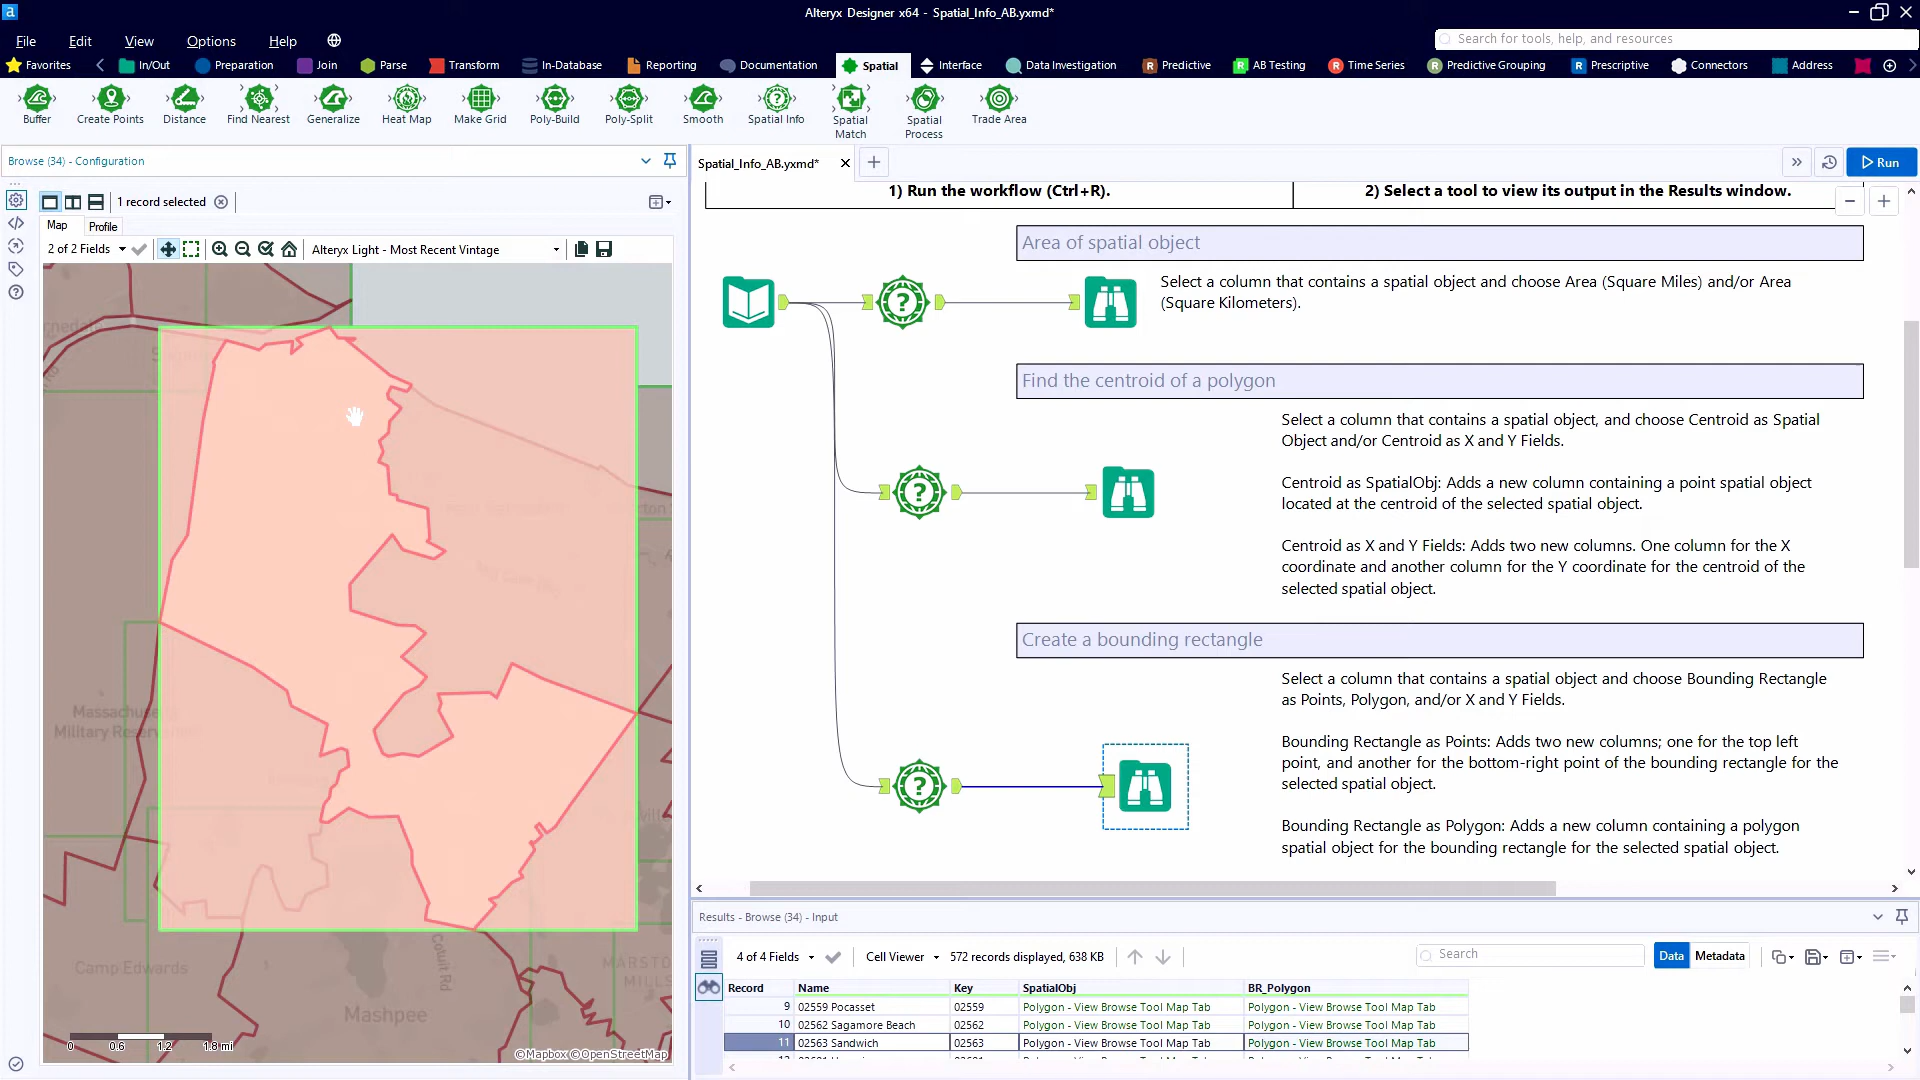 Alteryx Designer x64 - Spatial_Info_AB.yxmd*
File Edit View Options Help
Search for tools, help, and resources
Favorites In/Out Preparation Join Parse Transform In-Database Reporting Documentation Spatial Interface Data Investigation Predictive AB Testing Time Series Predictive Grouping Prescriptive Connectors Address
Buffer Create Points Distance Find Nearest Generalize Heat Map Make Grid Poly-Build Poly-Split Smooth Spatial Info Spatial Match Spatial Process Trade Area
Browse (34) - Configuration
Spatial_Info_AB.yxmd*
Run
1 record selected
Map Profile
2 of 2 Fields
Alteryx Light - Most Recent Vintage
Massachuse
Military Reserva
Camp Edwards
Cotuit Rd
MARSTO
MILLS
Mashpee
0 0.6 1.2 1.8 mi
©Mapbox ©OpenStreetMap
1) Run the workflow (Ctrl+R).
2) Select a tool to view its output in the Results window.
Area of spatial object
Select a column that contains a spatial object and choose Area (Square Miles) and/or Area
(Square Kilometers).
Find the centroid of a polygon
Select a column that contains a spatial object, and choose Centroid as Spatial
Object and/or Centroid as X and Y Fields.
Centroid as SpatialObj: Adds a new column containing a point spatial object
located at the centroid of the selected spatial object.
Centroid as X and Y Fields: Adds two new columns. One column for the X
coordinate and another column for the Y coordinate for the centroid of the
selected spatial object.
Create a bounding rectangle
Select a column that contains a spatial object and choose Bounding Rectangle
as Points, Polygon, and/or X and Y Fields.
Bounding Rectangle as Points: Adds two new columns; one for the top left
point, and another for the bottom-right point of the bounding rectangle for the
selected spatial object.
Bounding Rectangle as Polygon: Adds a new column containing a polygon
spatial object for the bounding rectangle for the selected spatial object.
Results - Browse (34) - Input
4 of 4 Fields Cell Viewer 572 records displayed, 638 KB Search Data Metadata
Record Name Key SpatialObj BR_Polygon
9 02559 Pocasset 02559 Polygon - View Browse Tool Map Tab Polygon - View Browse Tool Map Tab
10 02562 Sagamore Beach 02562 Polygon - View Browse Tool Map Tab Polygon - View Browse Tool Map Tab
11 02563 Sandwich 02563 Polygon - View Browse Tool Map Tab Polygon - View Browse Tool Map Tab